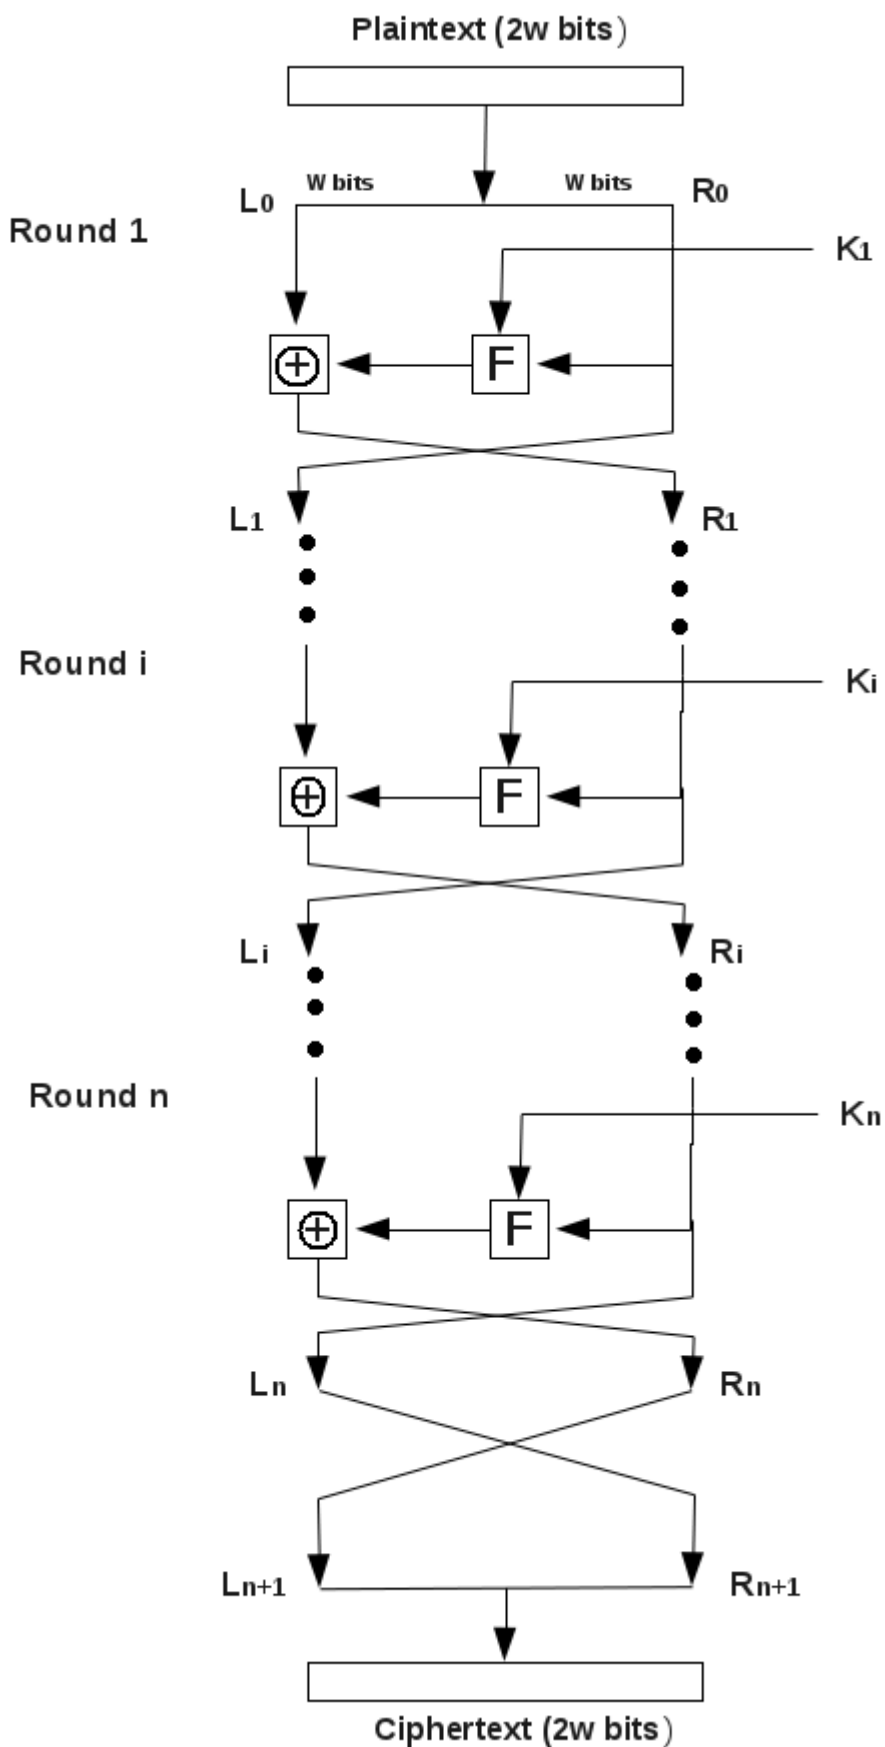 Plaintext (2w bits)
L0 W bits W bits R0
Round 1
K1
⊕ F
L1 R1
Round i
Ki
⊕ F
Li Ri
Round n
Kn
⊕ F
Ln Rn
Ln+1 Rn+1
Ciphertext (2w bits)